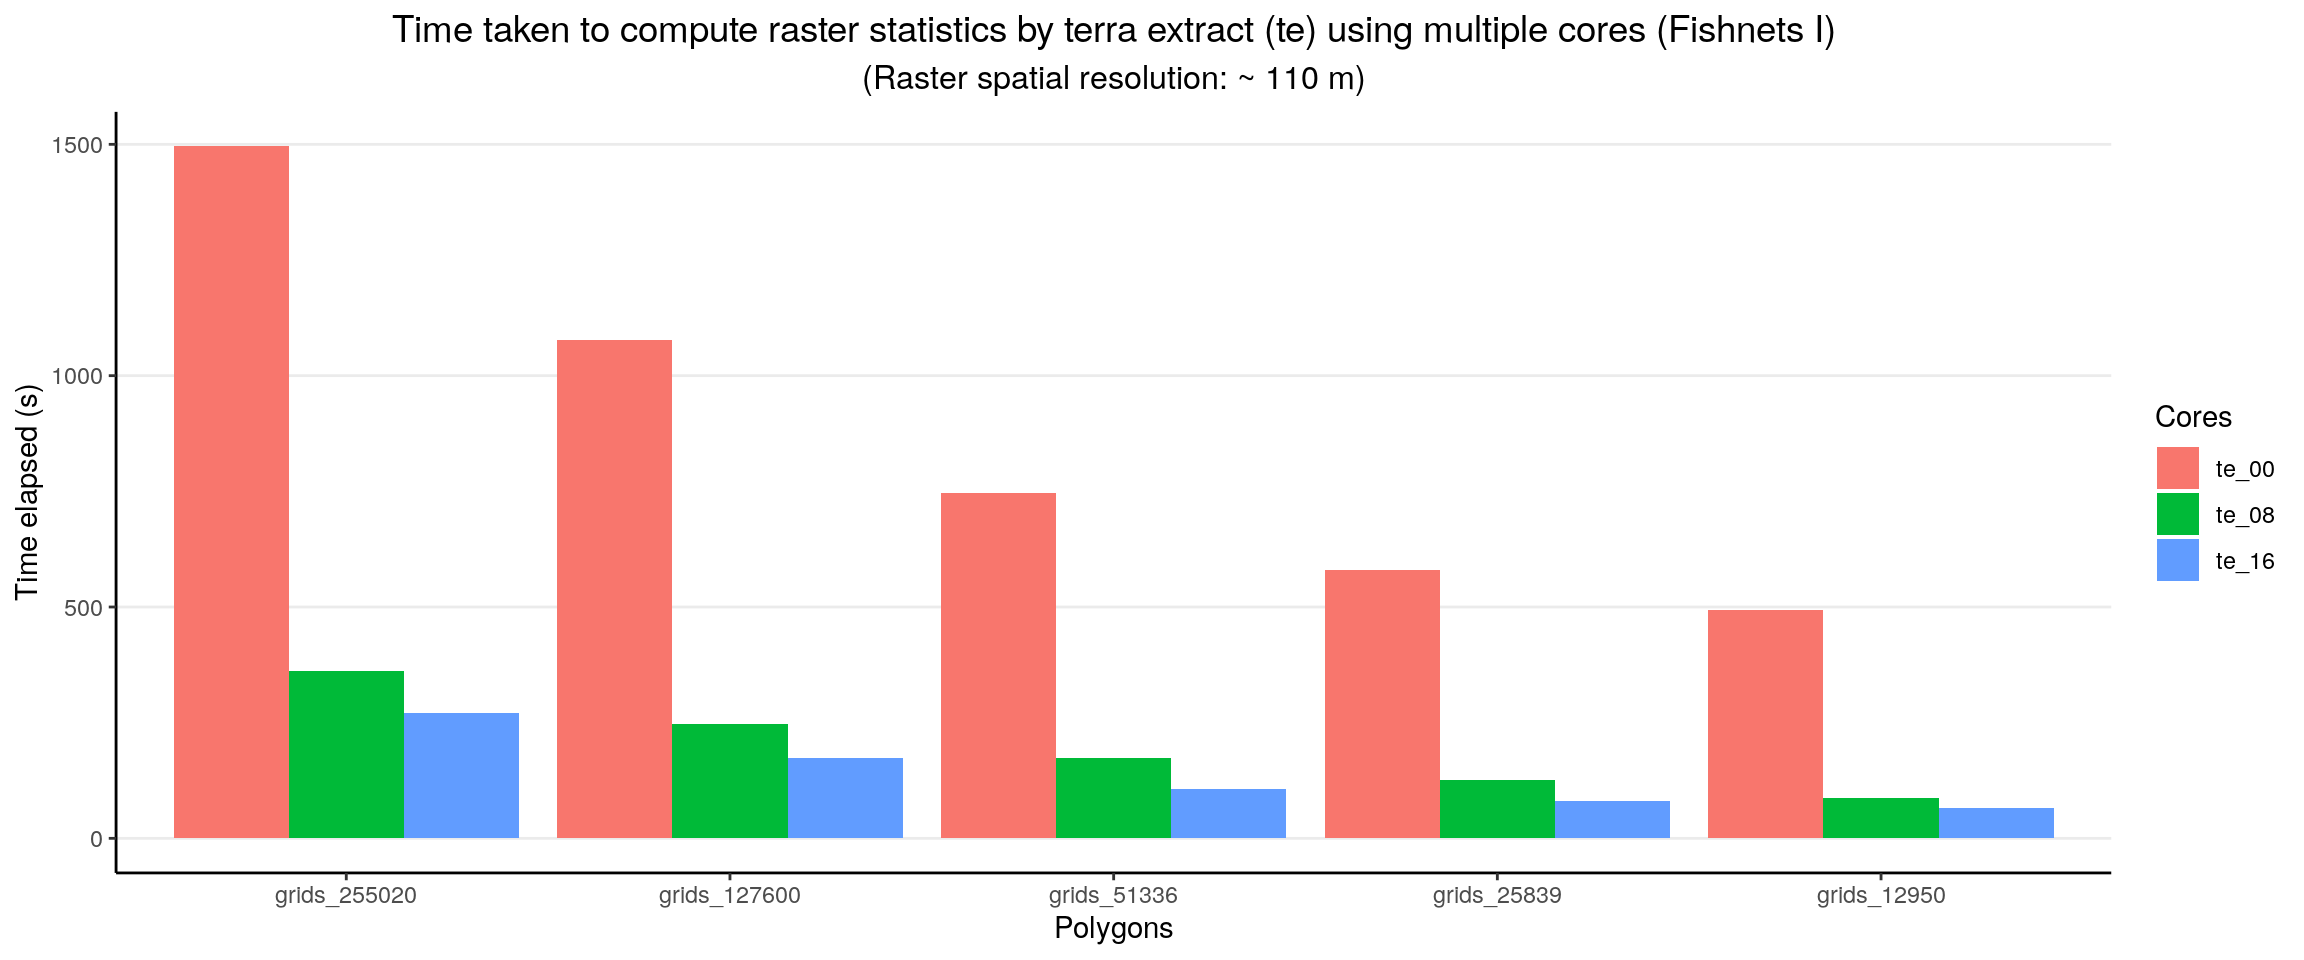 Time taken to compute raster statistics by terra extract (te) using multiple cores (Fishnets I)
(Raster spatial resolution: ~ 110 m)
Time elapsed (s)
1500
1000
500
0
grids_255020 grids_127600 grids_51336 grids_25839 grids_12950
Polygons
Cores
te_00
te_08
te_16